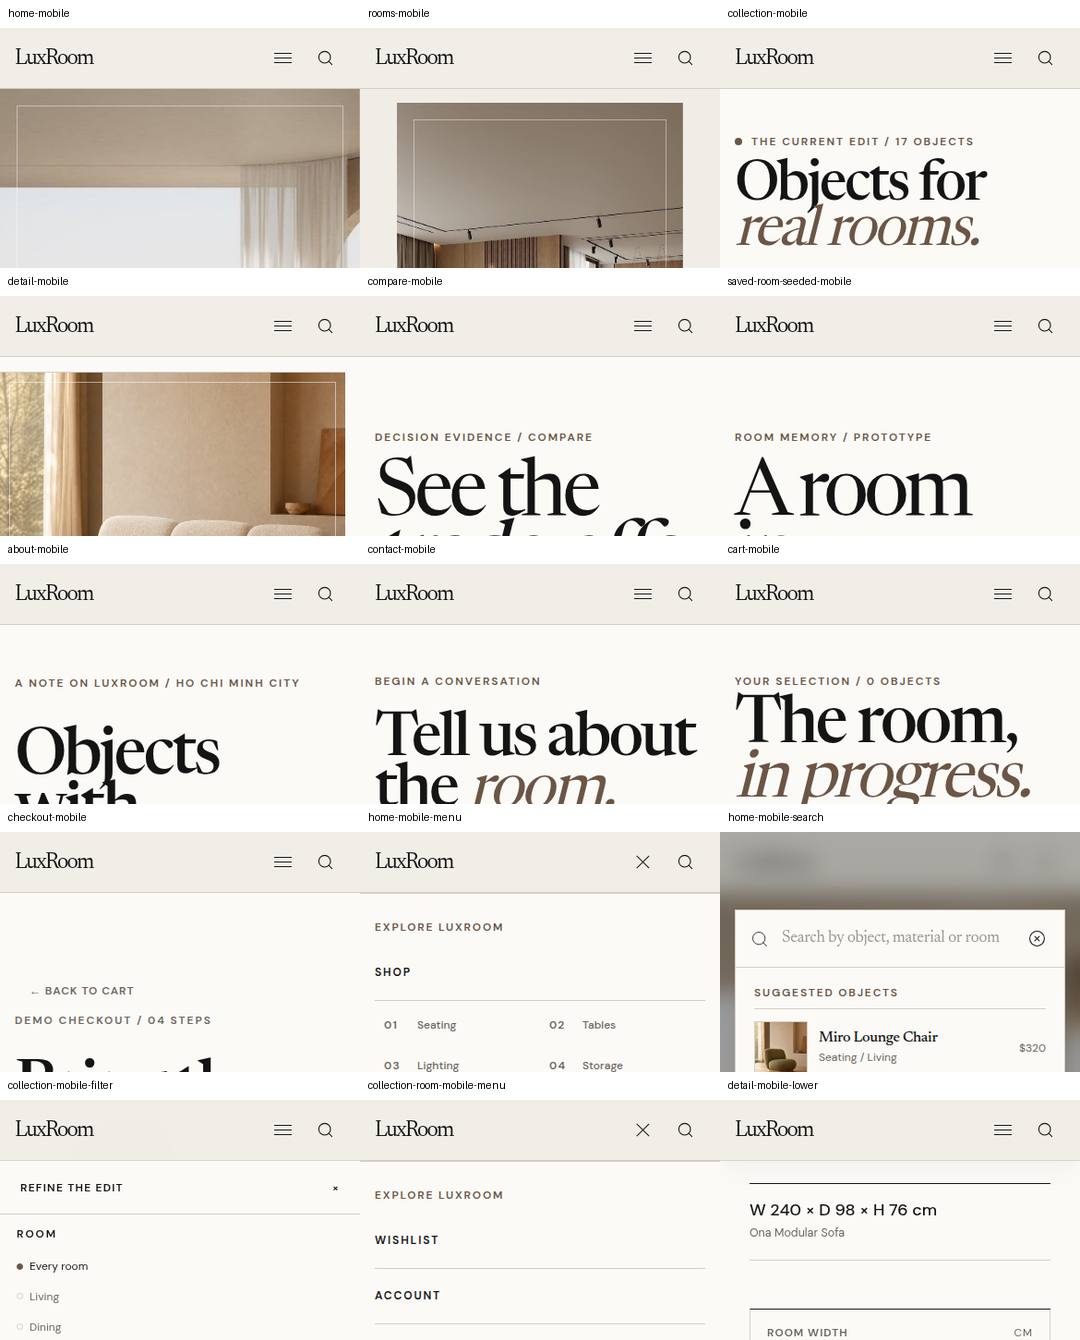 home-mobile
LuxRoom
rooms-mobile
LuxRoom
collection-mobile
LuxRoom
THE CURRENT EDIT / 17 OBJECTS
Objects for
real rooms.
detail-mobile
LuxRoom
compare-mobile
LuxRoom
DECISION EVIDENCE / COMPARE
See the
saved-room-seeded-mobile
LuxRoom
ROOM MEMORY / PROTOTYPE
A room
about-mobile
LuxRoom
A NOTE ON LUXROOM / HO CHI MINH CITY
Objects
with
contact-mobile
LuxRoom
BEGIN A CONVERSATION
Tell us about
the room.
cart-mobile
LuxRoom
YOUR SELECTION / 0 OBJECTS
The room,
in progress.
checkout-mobile
LuxRoom
← BACK TO CART
DEMO CHECKOUT / 04 STEPS
home-mobile-menu
LuxRoom
EXPLORE LUXROOM
SHOP
01 Seating 02 Tables
03 Lighting 04 Storage
home-mobile-search
Search by object, material or room
SUGGESTED OBJECTS
Miro Lounge Chair
Seating / Living
$320
collection-mobile-filter
LuxRoom
REFINE THE EDIT ×
ROOM
Every room
Living
Dining
collection-room-mobile-menu
LuxRoom
EXPLORE LUXROOM
WISHLIST
ACCOUNT
detail-mobile-lower
LuxRoom
W 240 × D 98 × H 76 cm
Ona Modular Sofa
ROOM WIDTH CM